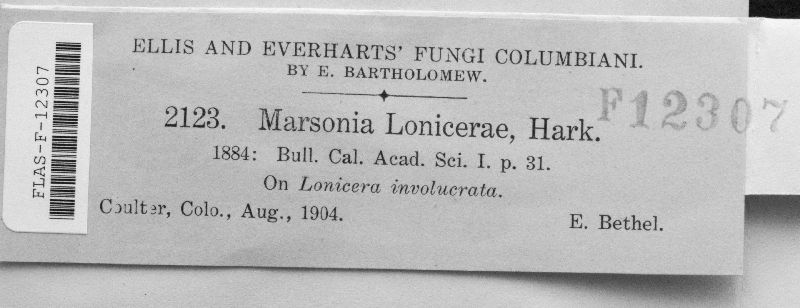 ELLIS AND EVERHARTS' FUNGI COLUMBIANI.
BY E. BARTHOLOMEW.
2123. Marsonia Lonicerae, Hark.
1884: Bull. Cal. Acad. Sci. I. p. 31.
On Lonicera involucrata.
Coulter, Colo., Aug., 1904.
E. Bethel.
F12307
FLAS-F-12307